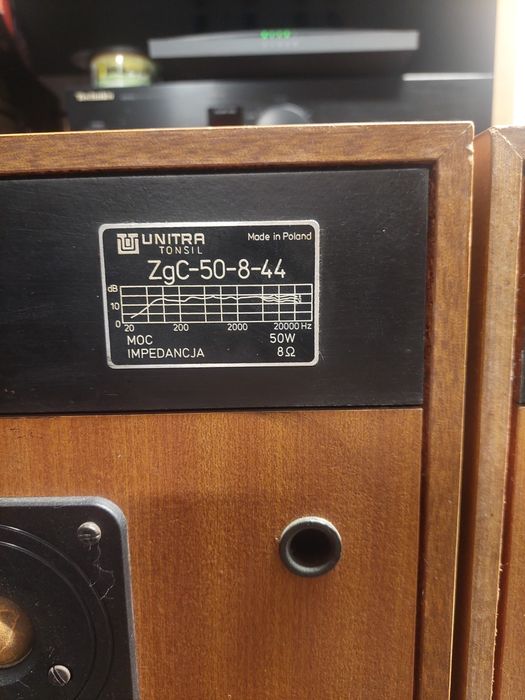 Technics
UNITRA
TONSIL
Made in Poland
ZgC-50-8-44
dB
10
0
20 200 2000 20000 Hz
MOC 50W
IMPEDANCJA 8Ω